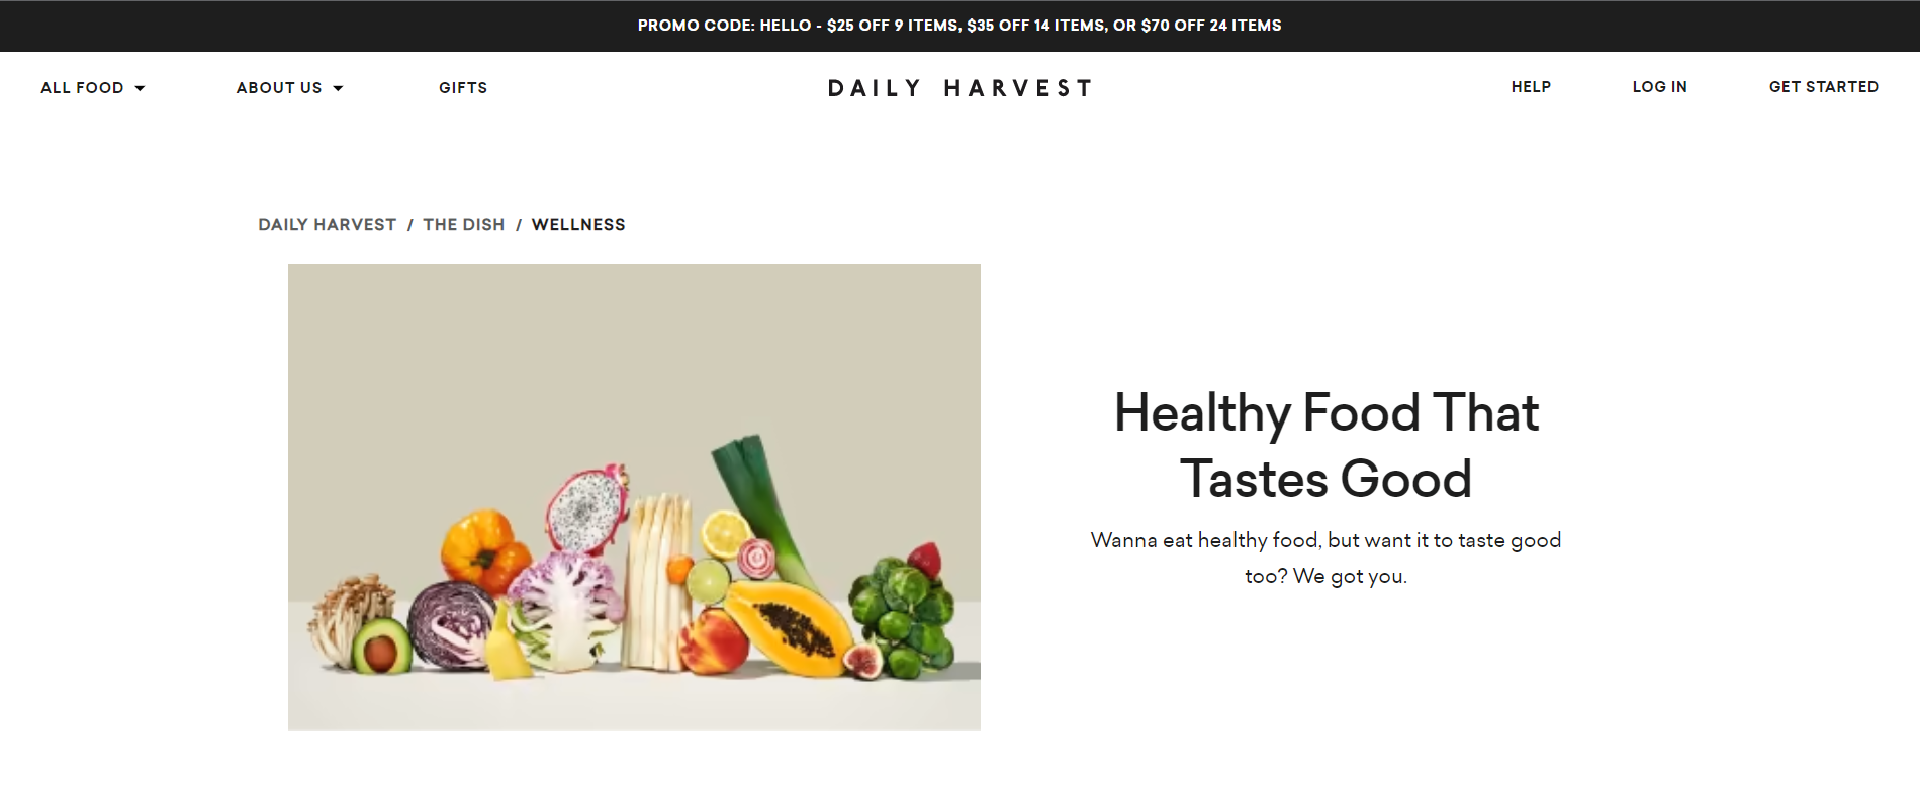 PROMO CODE: HELLO - $25 OFF 9 ITEMS, $35 OFF 14 ITEMS, OR $70 OFF 24 ITEMS
ALL FOOD
ABOUT US
GIFTS
DAILY HARVEST
HELP
LOG IN
GET STARTED
DAILY HARVEST / THE DISH / WELLNESS
Healthy Food That
Tastes Good
Wanna eat healthy food, but want it to taste good
too? We got you.